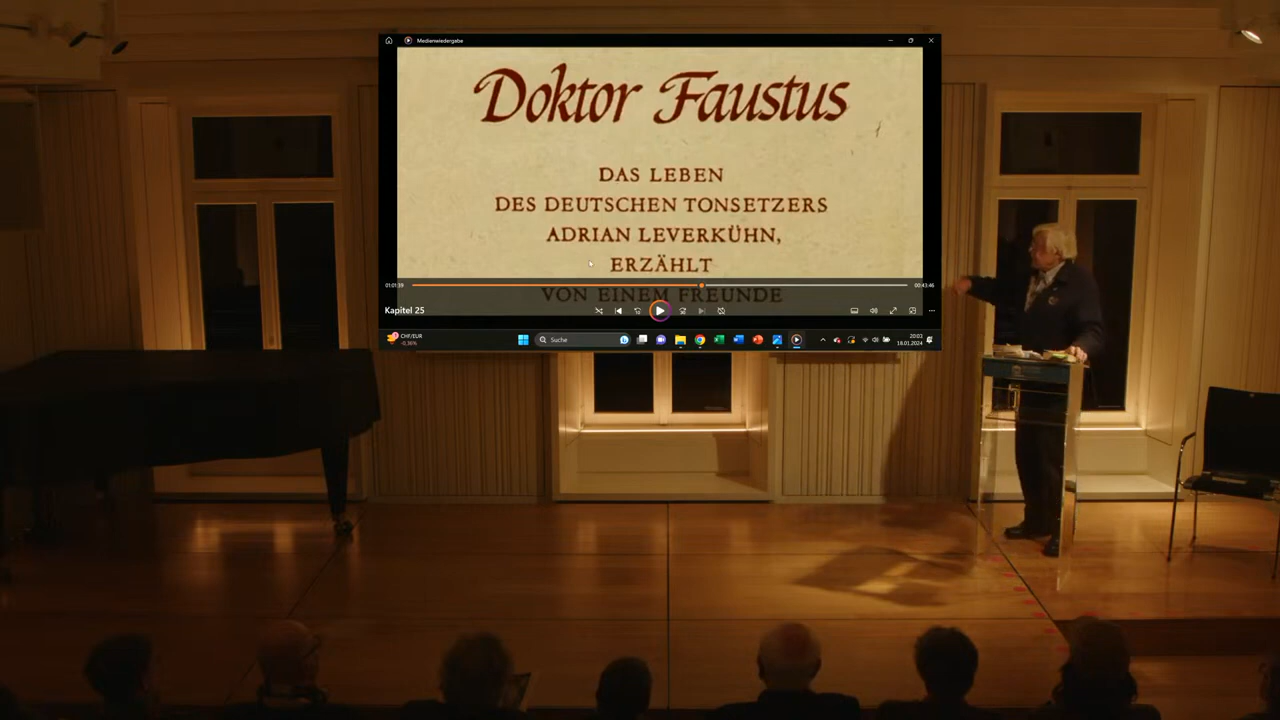 Medienwiedergabe
Doktor Faustus
DAS LEBEN
DES DEUTSCHEN TONSETZERS
ADRIAN LEVERKÜHN,
ERZÄHLT
VON EINEM FREUNDE
01:01:39
00:43:46
Kapitel 25
CHF/EUR
-0.36%
Suche
20:03
18.01.2024